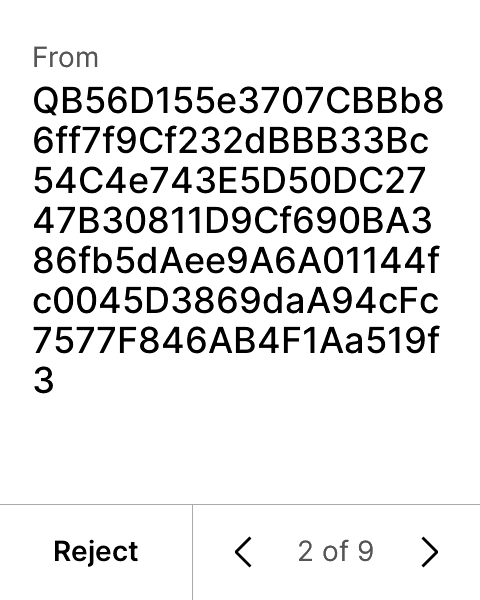 From
QB56D155e3707CBBb8
6ff7f9Cf232dBBB33Bc
54C4e743E5D50DC27
47B30811D9Cf690BA3
86fb5dAee9A6A01144f
c0045D3869daA94cFc
7577F846AB4F1Aa519f
3
Reject
2 of 9